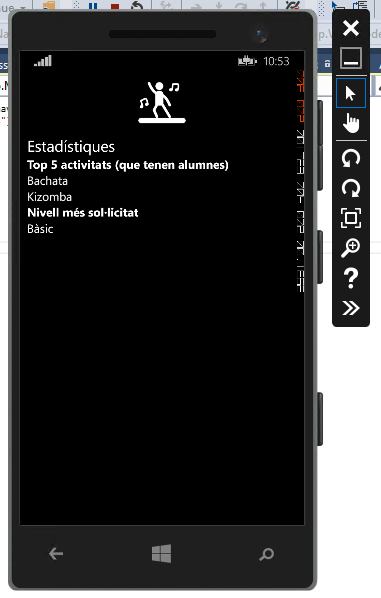 10:53
Estadístiques
Top 5 activitats (que tenen alumnes)
Bachata
Kizomba
Nivell més sol·licitat
Bàsic